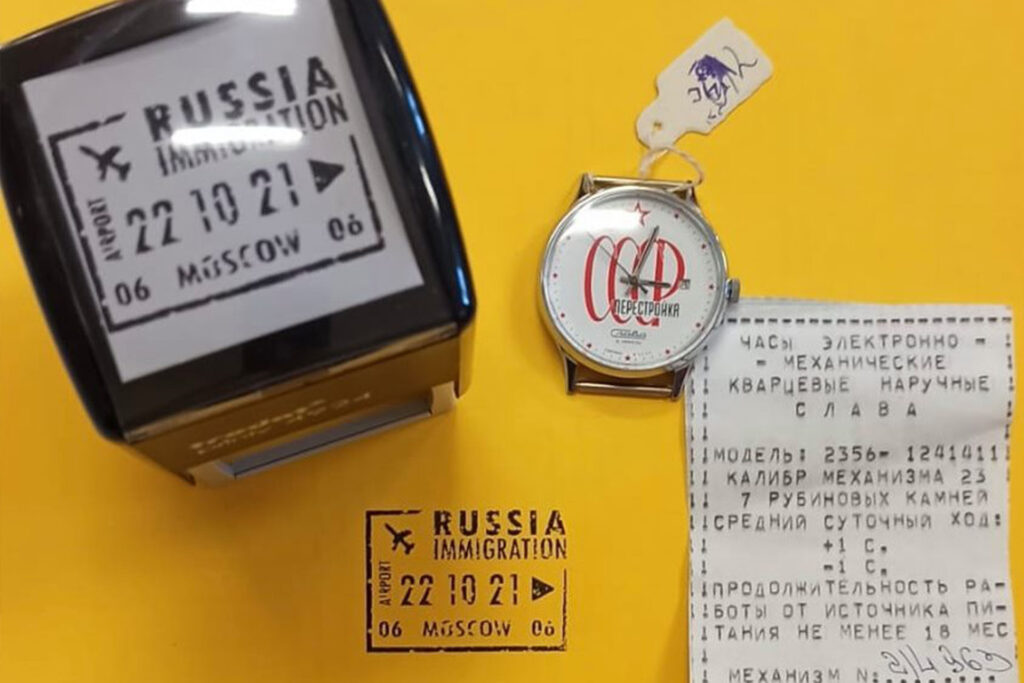 RUSSIA
IMMIGRATION
AIRPORT
22 10 21
06 MOSCOW 06
СССР
ПЕРЕСТРОЙКА
Слава
RUSSIA
IMMIGRATION
AIRPORT
22 10 21
06 MOSCOW 06
ЧАСЫ ЭЛЕКТРОННО -
- МЕХАНИЧЕСКИЕ
КВАРЦЕВЫЕ НАРУЧНЫЕ
СЛАВА
МОДЕЛЬ: 2356- 1241411
КАЛИБР МЕХАНИЗМА 23
7 РУБИНОВЫХ КАМНЕЙ
СРЕДНИЙ СУТОЧНЫЙ ХОД:
+1 С.
-1 С.
ПРОДОЛЖИТЕЛЬНОСТЬ РА-
БОТЫ ОТ ИСТОЧНИКА ПИ-
ТАНИЯ НЕ МЕНЕЕ 18 МЕС
МЕХАНИЗМ N: